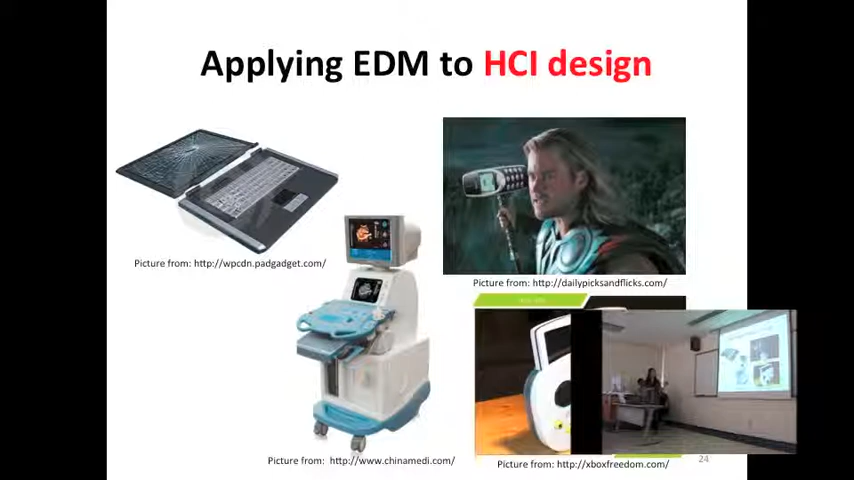 Applying EDM to HCI design
Picture from: http://wpcdn.padgadget.com/
Picture from: http://dailypicksandflicks.com/
Picture from: http://www.chinamedi.com/
Picture from: http://xboxfreedom.com/
24